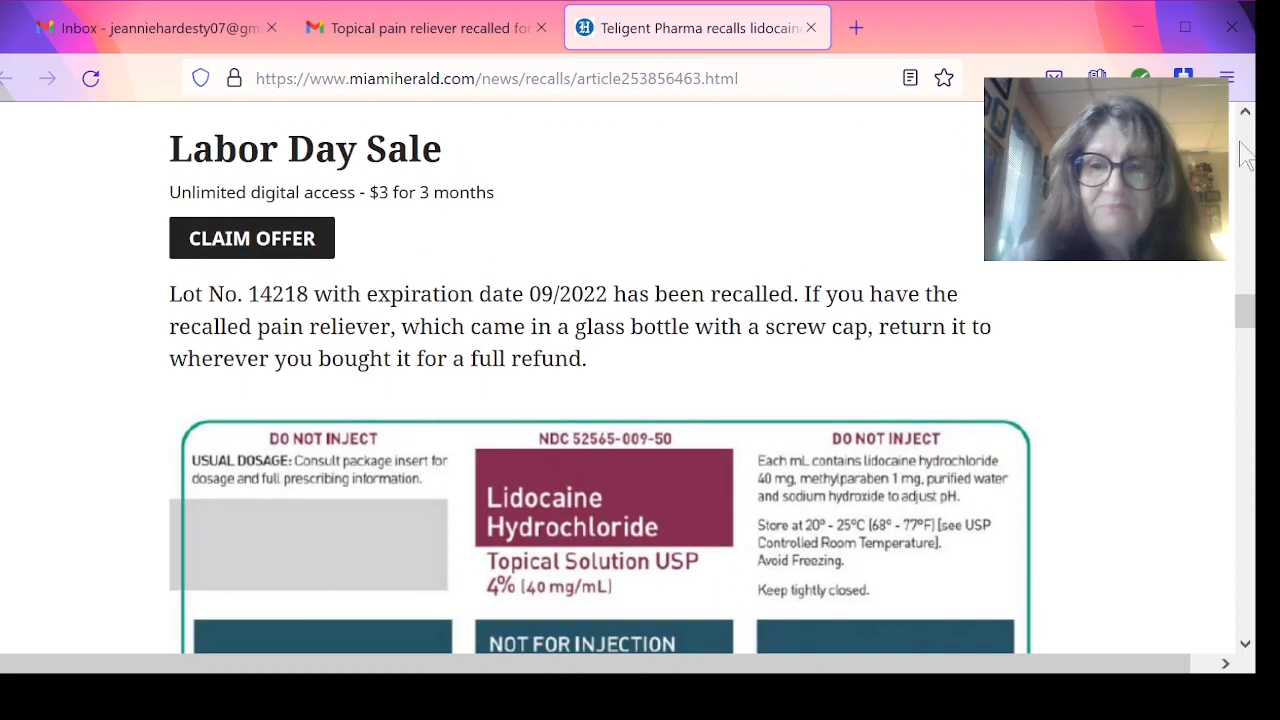 Inbox - jeanniehardesty07@gm
Topical pain reliever recalled for
Teligent Pharma recalls lidocain
https://www.miamiherald.com/news/recalls/article253856463.html
Labor Day Sale
Unlimited digital access - $3 for 3 months
CLAIM OFFER
Lot No. 14218 with expiration date 09/2022 has been recalled. If you have the
recalled pain reliever, which came in a glass bottle with a screw cap, return it to
wherever you bought it for a full refund.
DO NOT INJECT
USUAL DOSAGE: Consult package insert for
dosage and full prescribing information.
NDC 52565-009-50
Lidocaine
Hydrochloride
Topical Solution USP
4% (40 mg/mL)
NOT FOR INJECTION
DO NOT INJECT
Each mL contains lidocaine hydrochloride
40 mg, methylparaben 1 mg, purified water
and sodium hydroxide to adjust pH.
Store at 20º - 25ºC (68º - 77ºF) [see USP
Controlled Room Temperature].
Avoid Freezing.
Keep tightly closed.